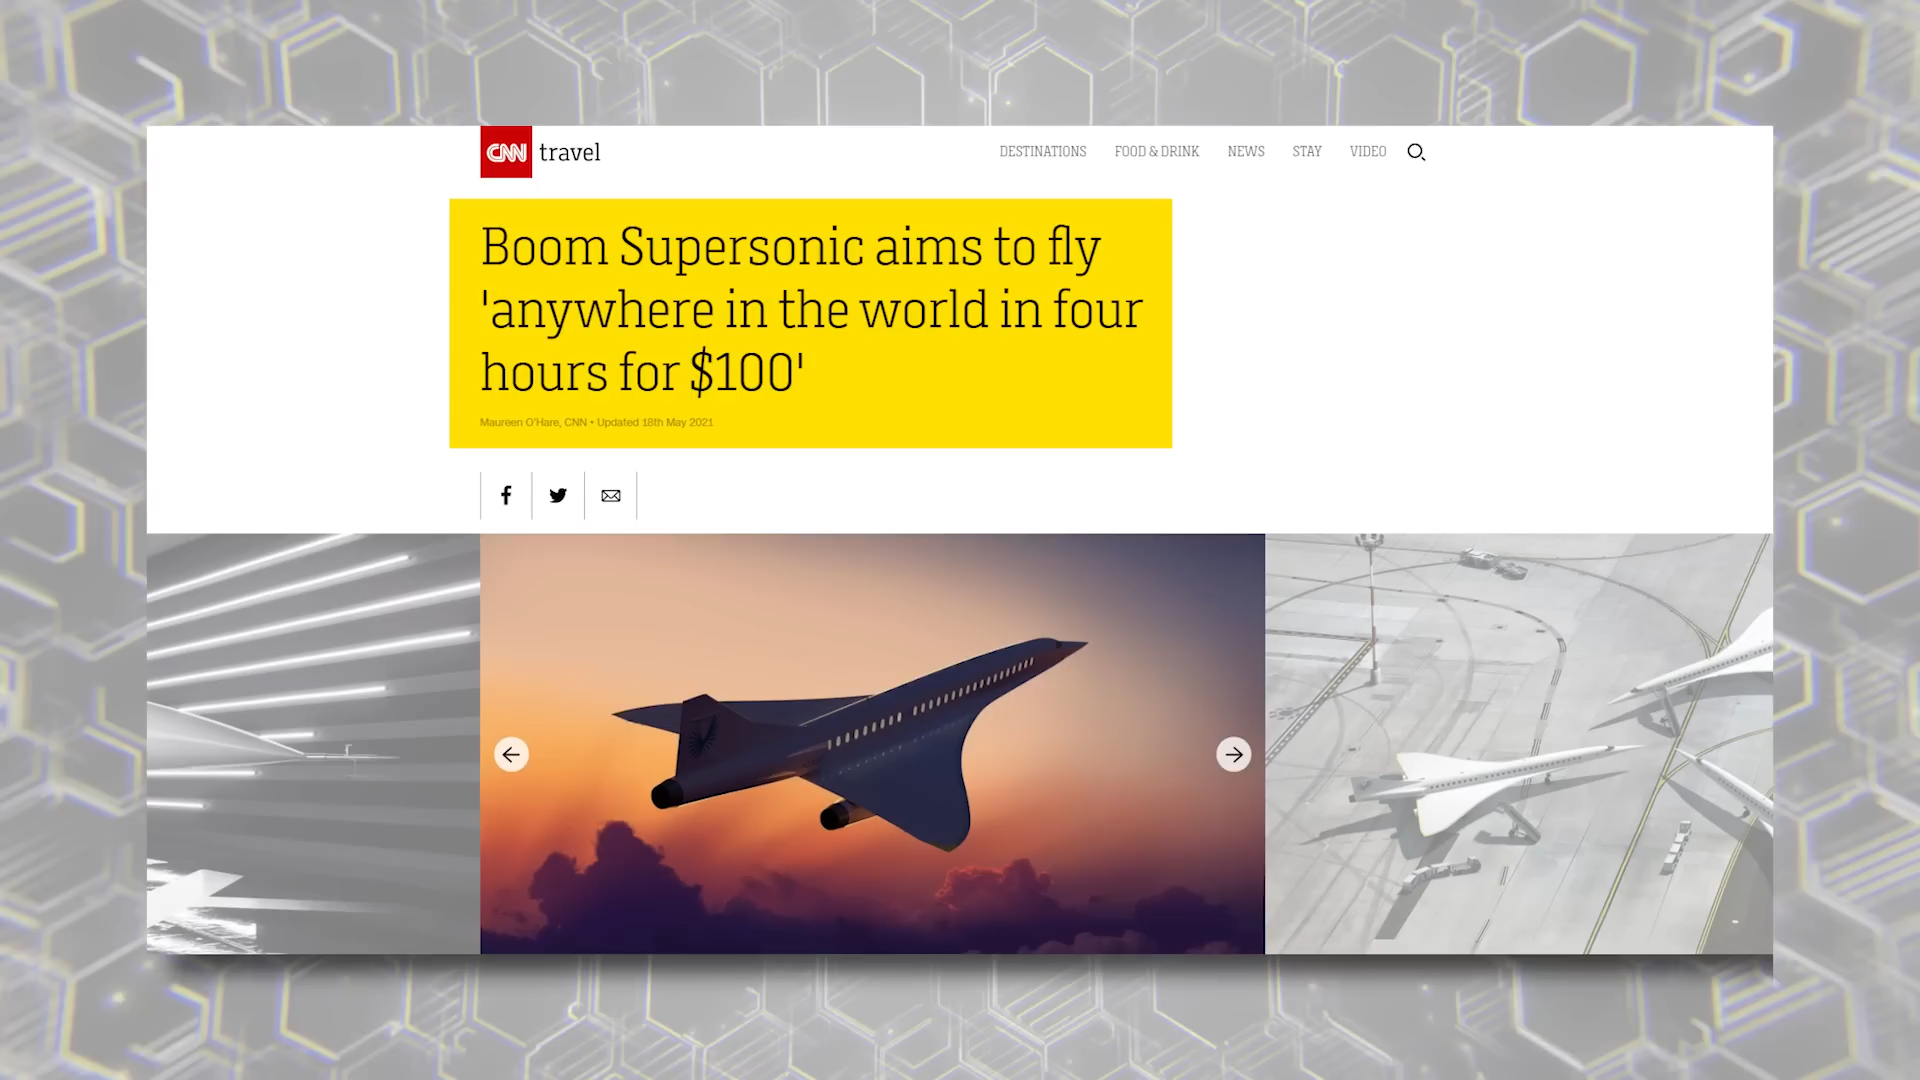 CNN travel
DESTINATIONS FOOD & DRINK NEWS STAY VIDEO
Boom Supersonic aims to fly
'anywhere in the world in four
hours for $100'
Maureen O'Hare, CNN • Updated 18th May 2021